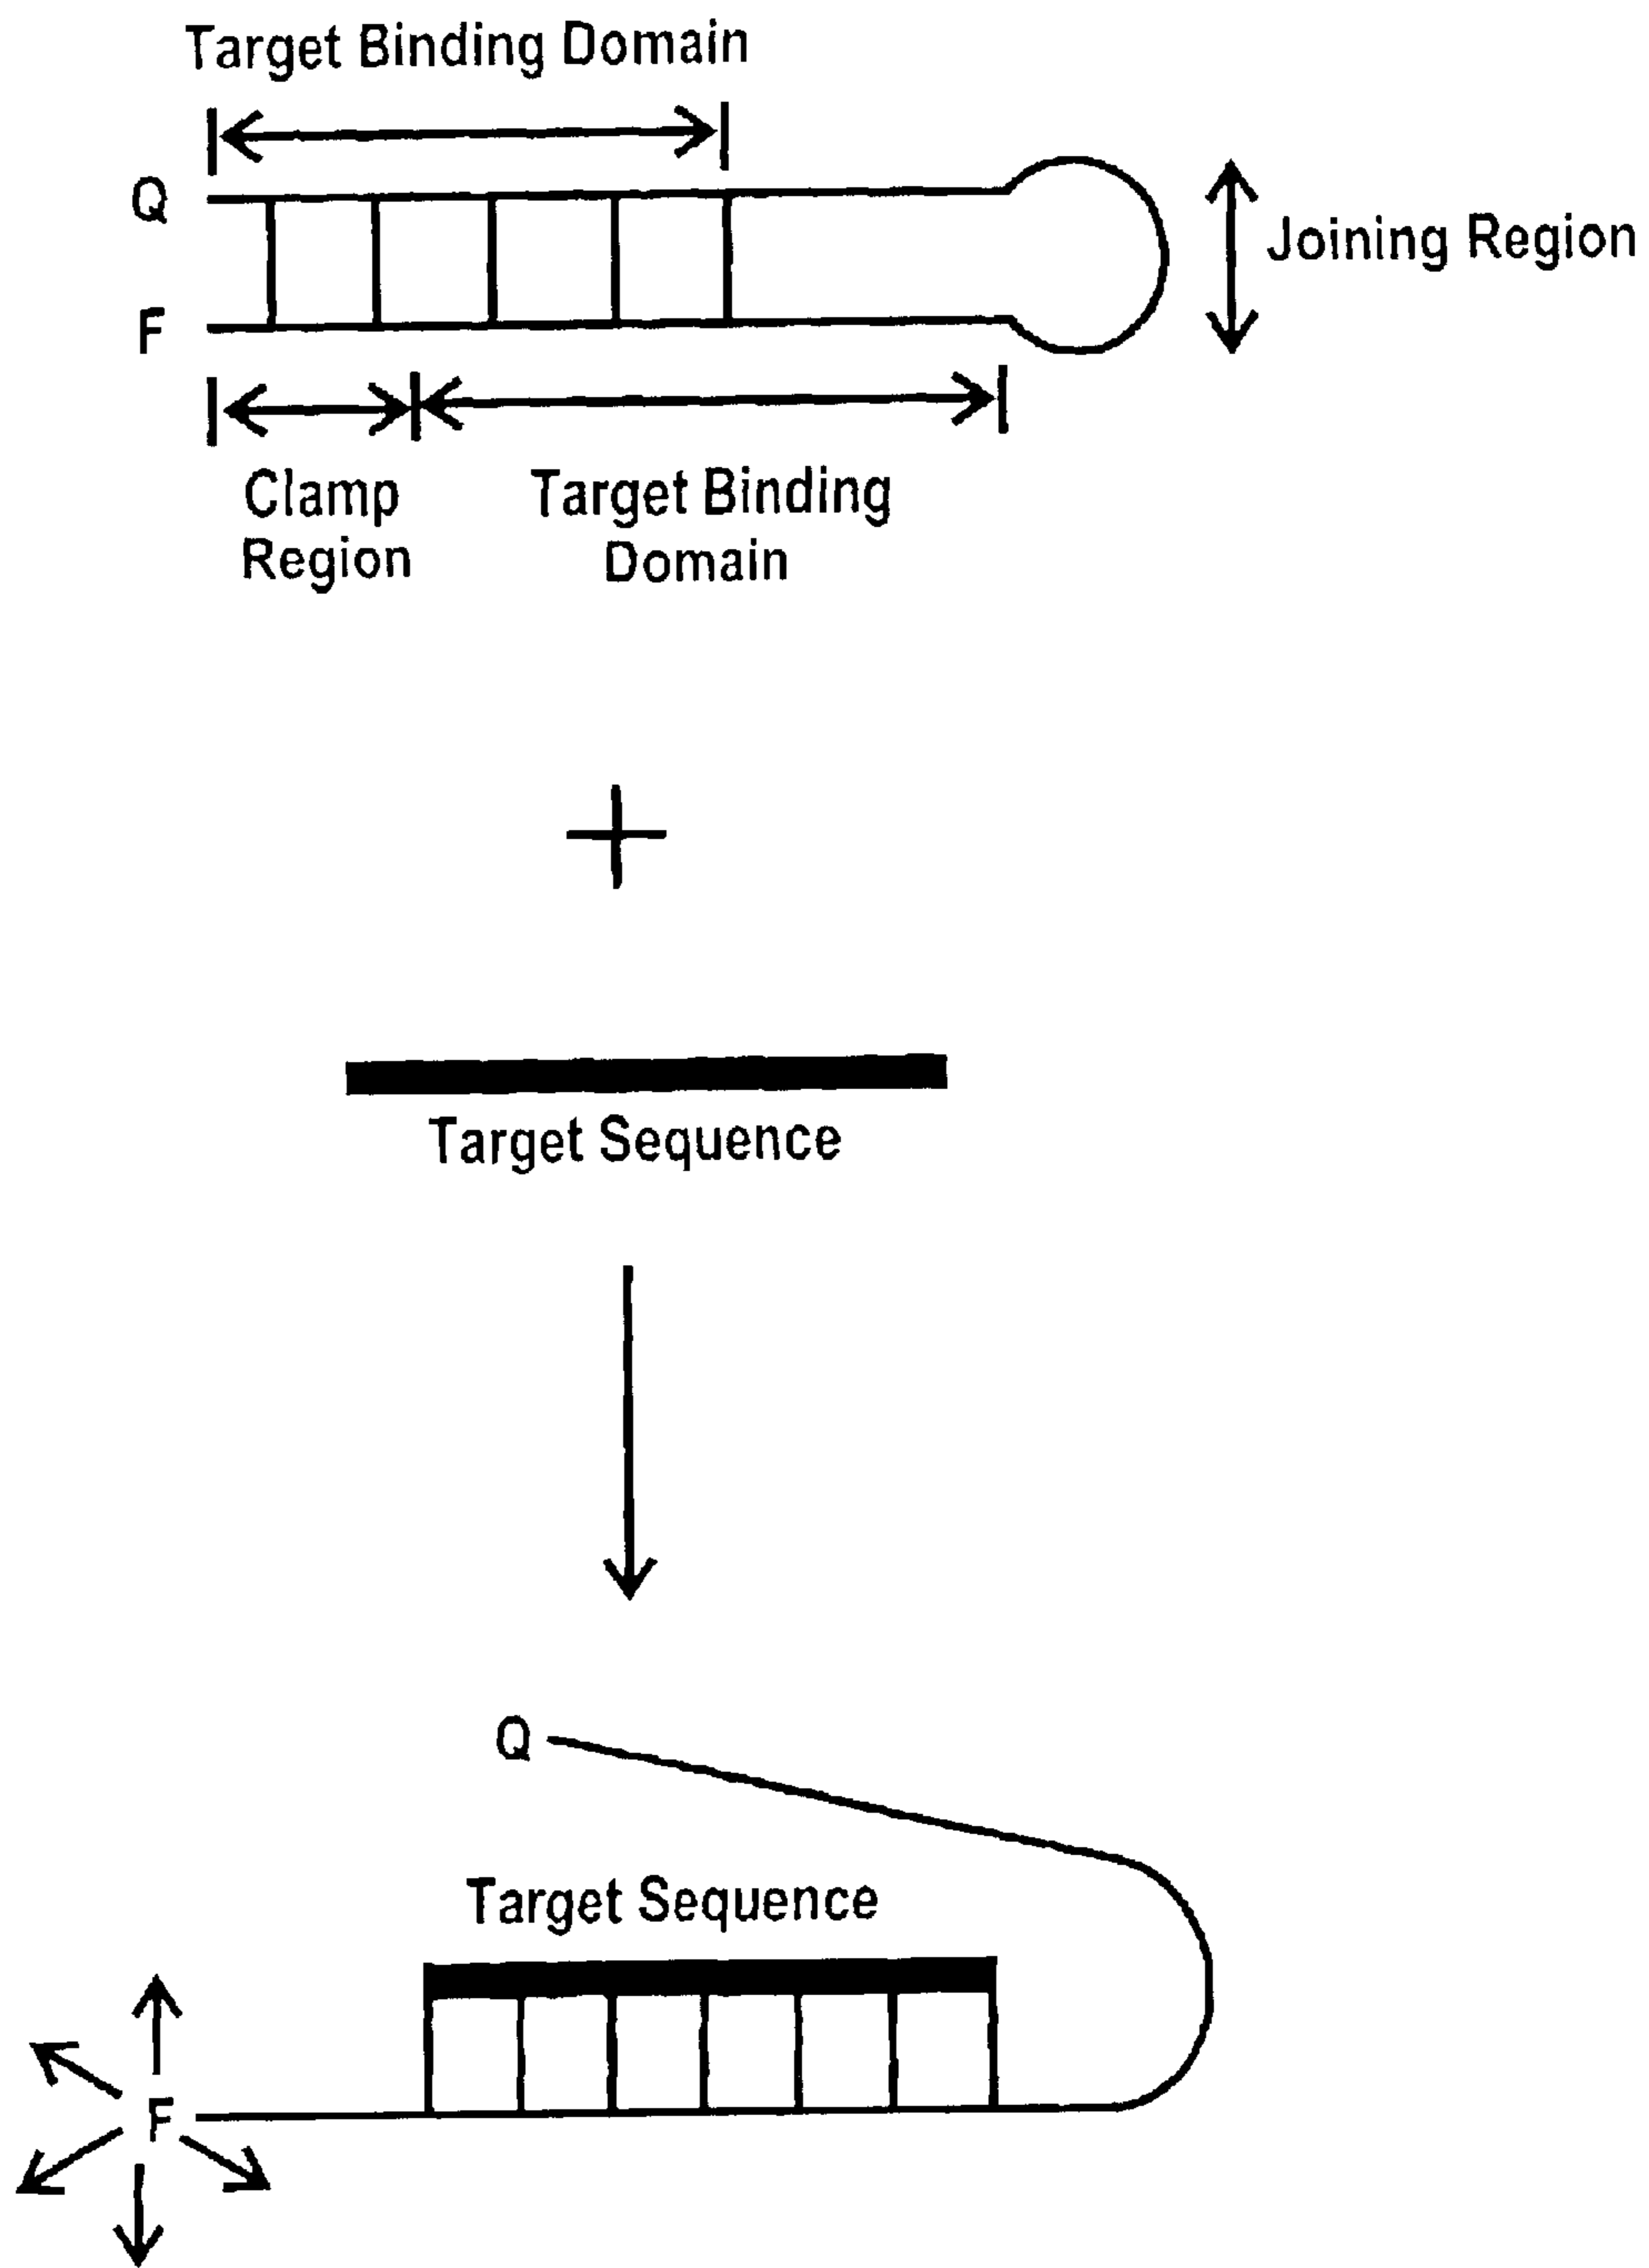 Target Binding Domain
Q
F
Joining Region
Clamp
Region
Target Binding
Domain
Target Sequence
Q
Target Sequence
F